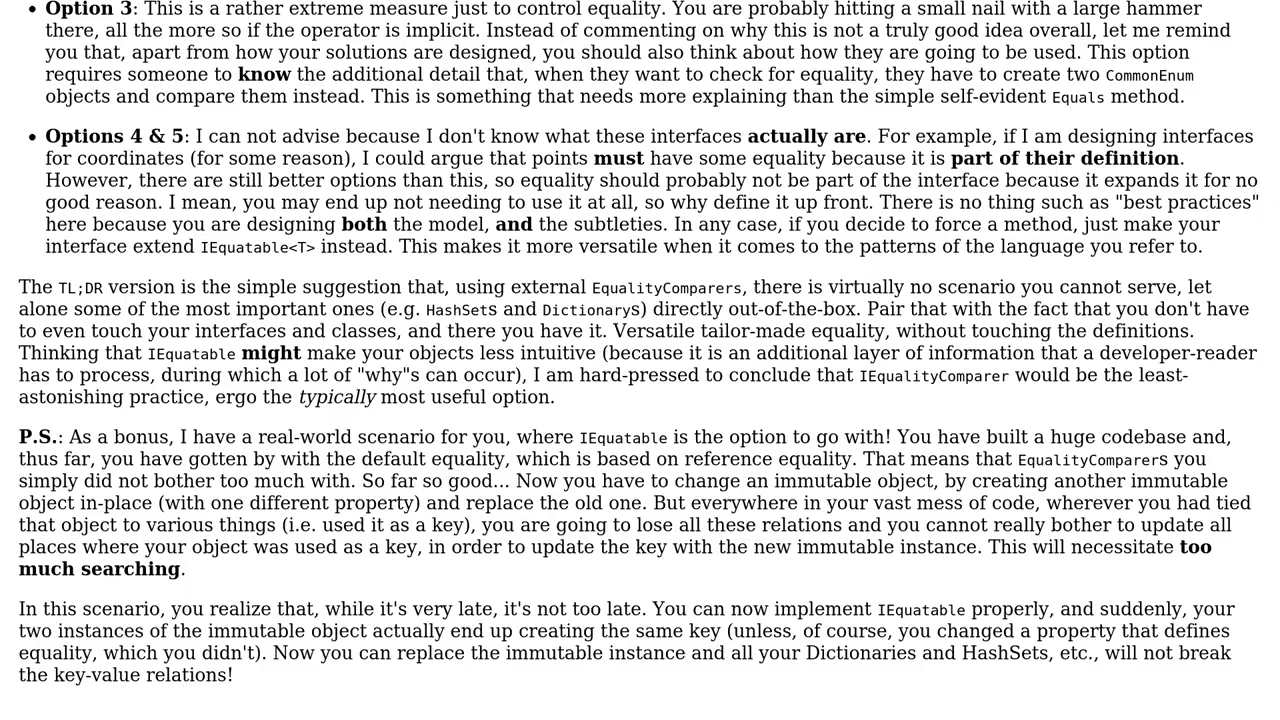 • Option 3: This is a rather extreme measure just to control equality. You are probably hitting a small nail with a large hammer
there, all the more so if the operator is implicit. Instead of commenting on why this is not a truly good idea overall, let me remind
you that, apart from how your solutions are designed, you should also think about how they are going to be used. This option
requires someone to know the additional detail that, when they want to check for equality, they have to create two CommonEnum
objects and compare them instead. This is something that needs more explaining than the simple self-evident Equals method.
• Options 4 & 5: I can not advise because I don't know what these interfaces actually are. For example, if I am designing interfaces
for coordinates (for some reason), I could argue that points must have some equality because it is part of their definition.
However, there are still better options than this, so equality should probably not be part of the interface because it expands it for no
good reason. I mean, you may end up not needing to use it at all, so why define it up front. There is no thing such as "best practices"
here because you are designing both the model, and the subtleties. In any case, if you decide to force a method, just make your
interface extend IEquatable<T> instead. This makes it more versatile when it comes to the patterns of the language you refer to.
The TL;DR version is the simple suggestion that, using external EqualityComparers, there is virtually no scenario you cannot serve, let
alone some of the most important ones (e.g. HashSets and Dictionarys) directly out-of-the-box. Pair that with the fact that you don't have
to even touch your interfaces and classes, and there you have it. Versatile tailor-made equality, without touching the definitions.
Thinking that IEquatable might make your objects less intuitive (because it is an additional layer of information that a developer-reader
has to process, during which a lot of "why"s can occur), I am hard-pressed to conclude that IEqualityComparer would be the least-
astonishing practice, ergo the typically most useful option.
P.S.: As a bonus, I have a real-world scenario for you, where IEquatable is the option to go with! You have built a huge codebase and,
thus far, you have gotten by with the default equality, which is based on reference equality. That means that EqualityComparers you
simply did not bother too much with. So far so good... Now you have to change an immutable object, by creating another immutable
object in-place (with one different property) and replace the old one. But everywhere in your vast mess of code, wherever you had tied
that object to various things (i.e. used it as a key), you are going to lose all these relations and you cannot really bother to update all
places where your object was used as a key, in order to update the key with the new immutable instance. This will necessitate too
much searching.
In this scenario, you realize that, while it's very late, it's not too late. You can now implement IEquatable properly, and suddenly, your
two instances of the immutable object actually end up creating the same key (unless, of course, you changed a property that defines
equality, which you didn't). Now you can replace the immutable instance and all your Dictionaries and HashSets, etc., will not break
the key-value relations!